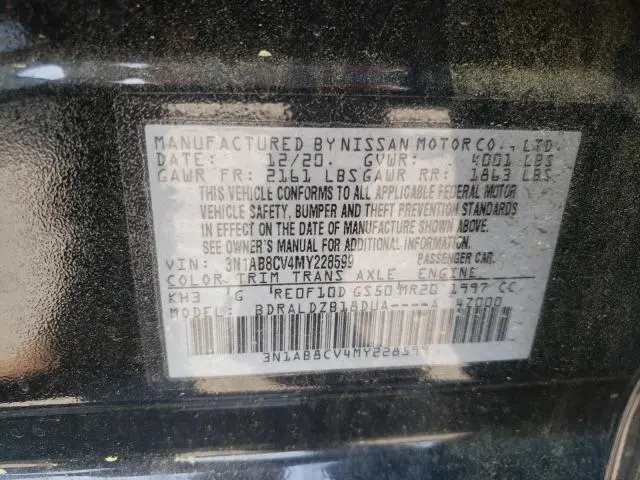 MANUFACTURED BY NISSAN MOTOR CO., LTD.
DATE: 12/20. GVWR: 4001 LBS
GAWR FR: 2161 LBS GAWR RR: 1863 LBS
THIS VEHICLE CONFORMS TO ALL APPLICABLE FEDERAL MOTOR
VEHICLE SAFETY, BUMPER AND THEFT PREVENTION STANDARDS
IN EFFECT ON THE DATE OF MANUFACTURE SHOWN ABOVE.
SEE OWNER'S MANUAL FOR ADDITIONAL INFORMATION.
VIN: 3N1AB8CV4MY228599 PASSENGER CAR.
COLOR TRIM TRANS AXLE ENGINE
KH3 G RE0F10D GS50 MR20 1997 CC
MODEL: BDRALDZB18DUA----A 4Z000
3N1AB8CV4MY228599